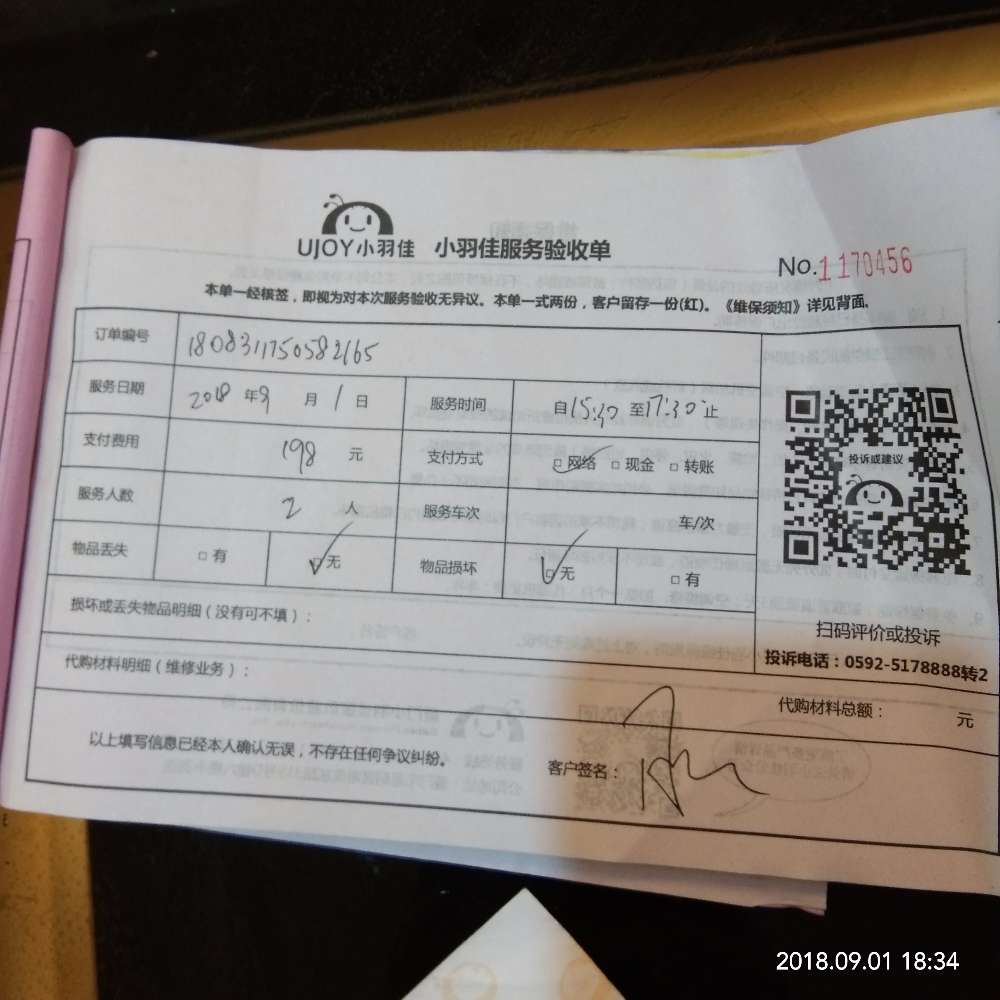 UJOY小羽佳 小羽佳服务验收单
No.1170456
本单一经核签，即视为对本次服务验收无异议。本单一式两份，客户留存一份(红)。《维保须知》详见背面。
订单编号 1808311750582165
服务日期 2018 年 9 月 1 日 服务时间 自15:30 至17:30止
支付费用 198 元 支付方式 □网络 □现金 □转账
服务人数 2 人 服务车次 车/次
物品丢失 □有 □无 物品损坏 □无 □有
投诉或建议
损坏或丢失物品明细（没有可不填）：
扫码评价或投诉
投诉电话：0592-5178888转2
代购材料明细（维修业务）：
代购材料总额： 元
以上填写信息已经本人确认无误，不存在任何争议纠纷。
客户签名：
2018.09.01 18:34